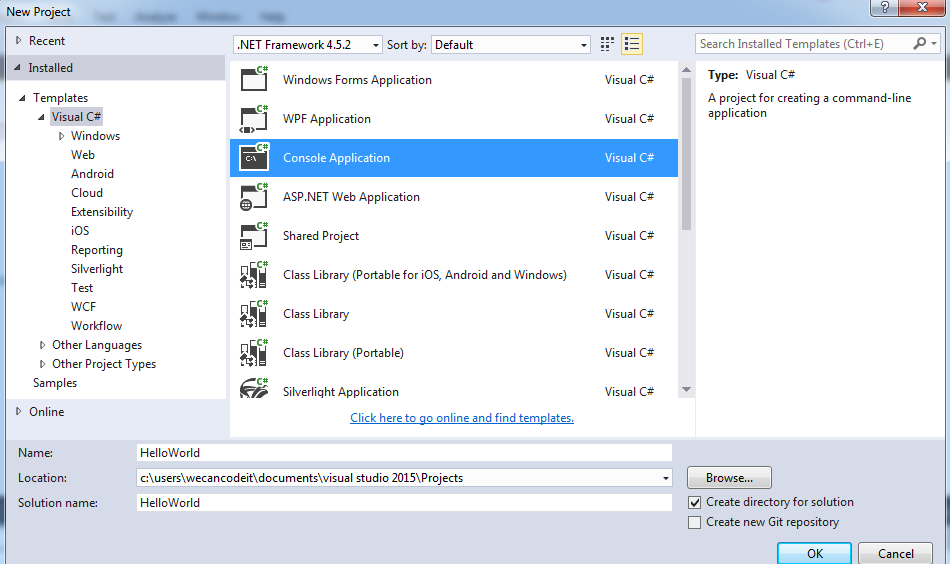 New Project
Recent
Installed
Templates
Visual C#
Windows
Web
Android
Cloud
Extensibility
iOS
Reporting
Silverlight
Test
WCF
Workflow
Other Languages
Other Project Types
Samples
Online
.NET Framework 4.5.2 Sort by: Default
Windows Forms Application Visual C#
WPF Application Visual C#
Console Application Visual C#
ASP.NET Web Application Visual C#
Shared Project Visual C#
Class Library (Portable for iOS, Android and Windows) Visual C#
Class Library Visual C#
Class Library (Portable) Visual C#
Silverlight Application Visual C#
Click here to go online and find templates.
Search Installed Templates (Ctrl+E)
Type: Visual C#
A project for creating a command-line
application
Name: HelloWorld
Location: c:\users\wecancodeit\documents\visual studio 2015\Projects Browse...
Solution name: HelloWorld
Create directory for solution
Create new Git repository
OK Cancel